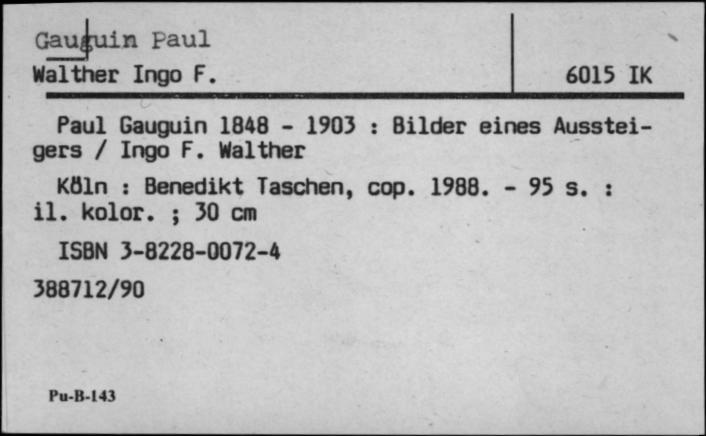 Gauguin Paul
Walther Ingo F.
6015 IK
Paul Gauguin 1848 - 1903 : Bilder eines Ausstei-
gers / Ingo F. Walther
Köln : Benedikt Taschen, cop. 1988. - 95 s. :
il. kolor. ; 30 cm
ISBN 3-8228-0072-4
388712/90
Pu-B-143